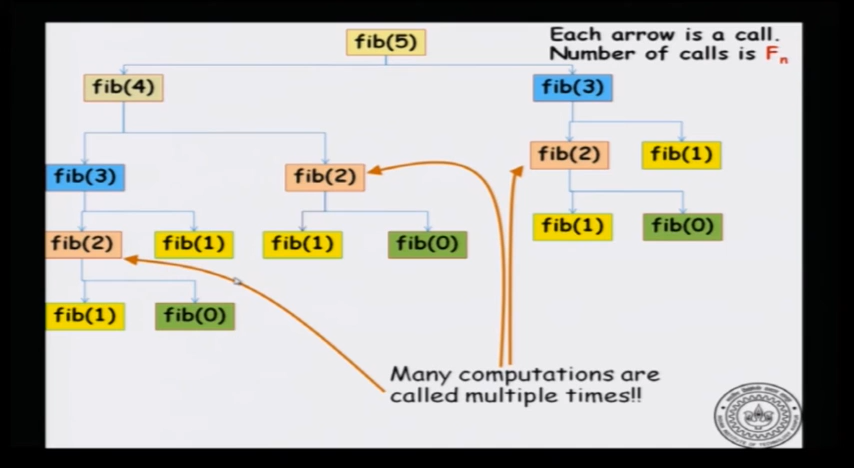 fib(5)
Each arrow is a call.
Number of calls is Fn
fib(4)
fib(3)
fib(2)
fib(1)
fib(3)
fib(2)
fib(1)
fib(0)
fib(2)
fib(1)
fib(1)
fib(0)
fib(1)
fib(0)
Many computations are
called multiple times!!